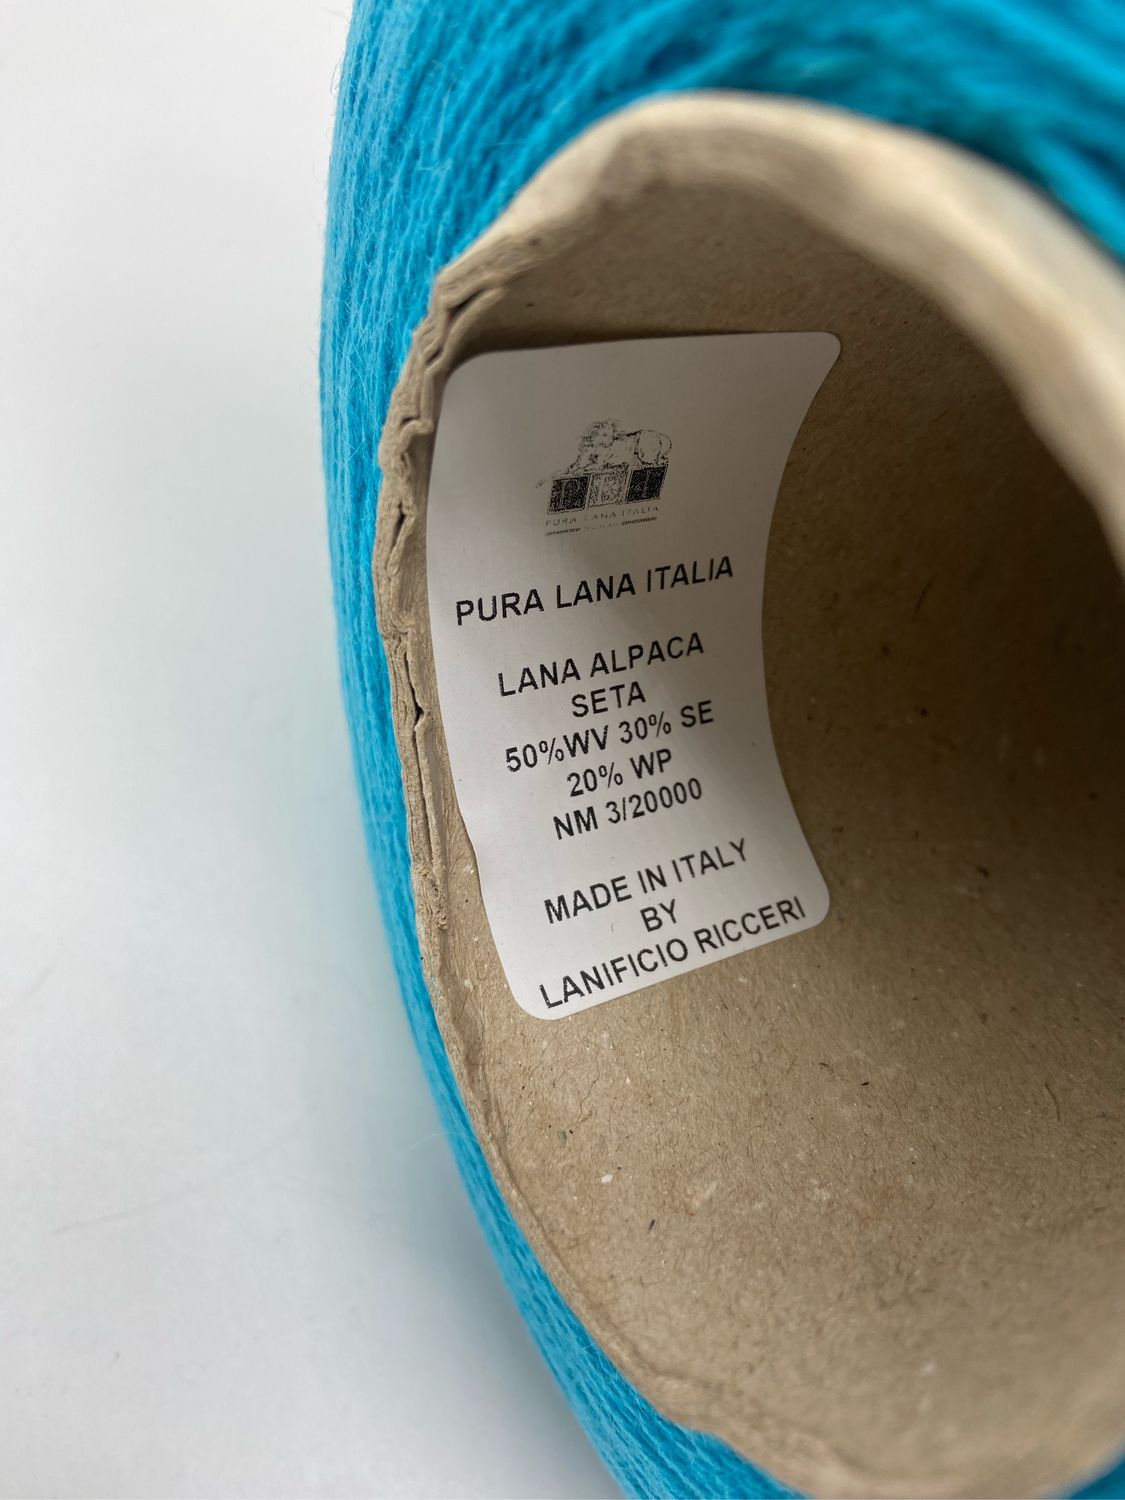 PURA LANA ITALIA
PURA LANA ITALIA
LANA ALPACA
SETA
50%WV 30% SE
20% WP
NM 3/20000
MADE IN ITALY
BY
LANIFICIO RICCERI